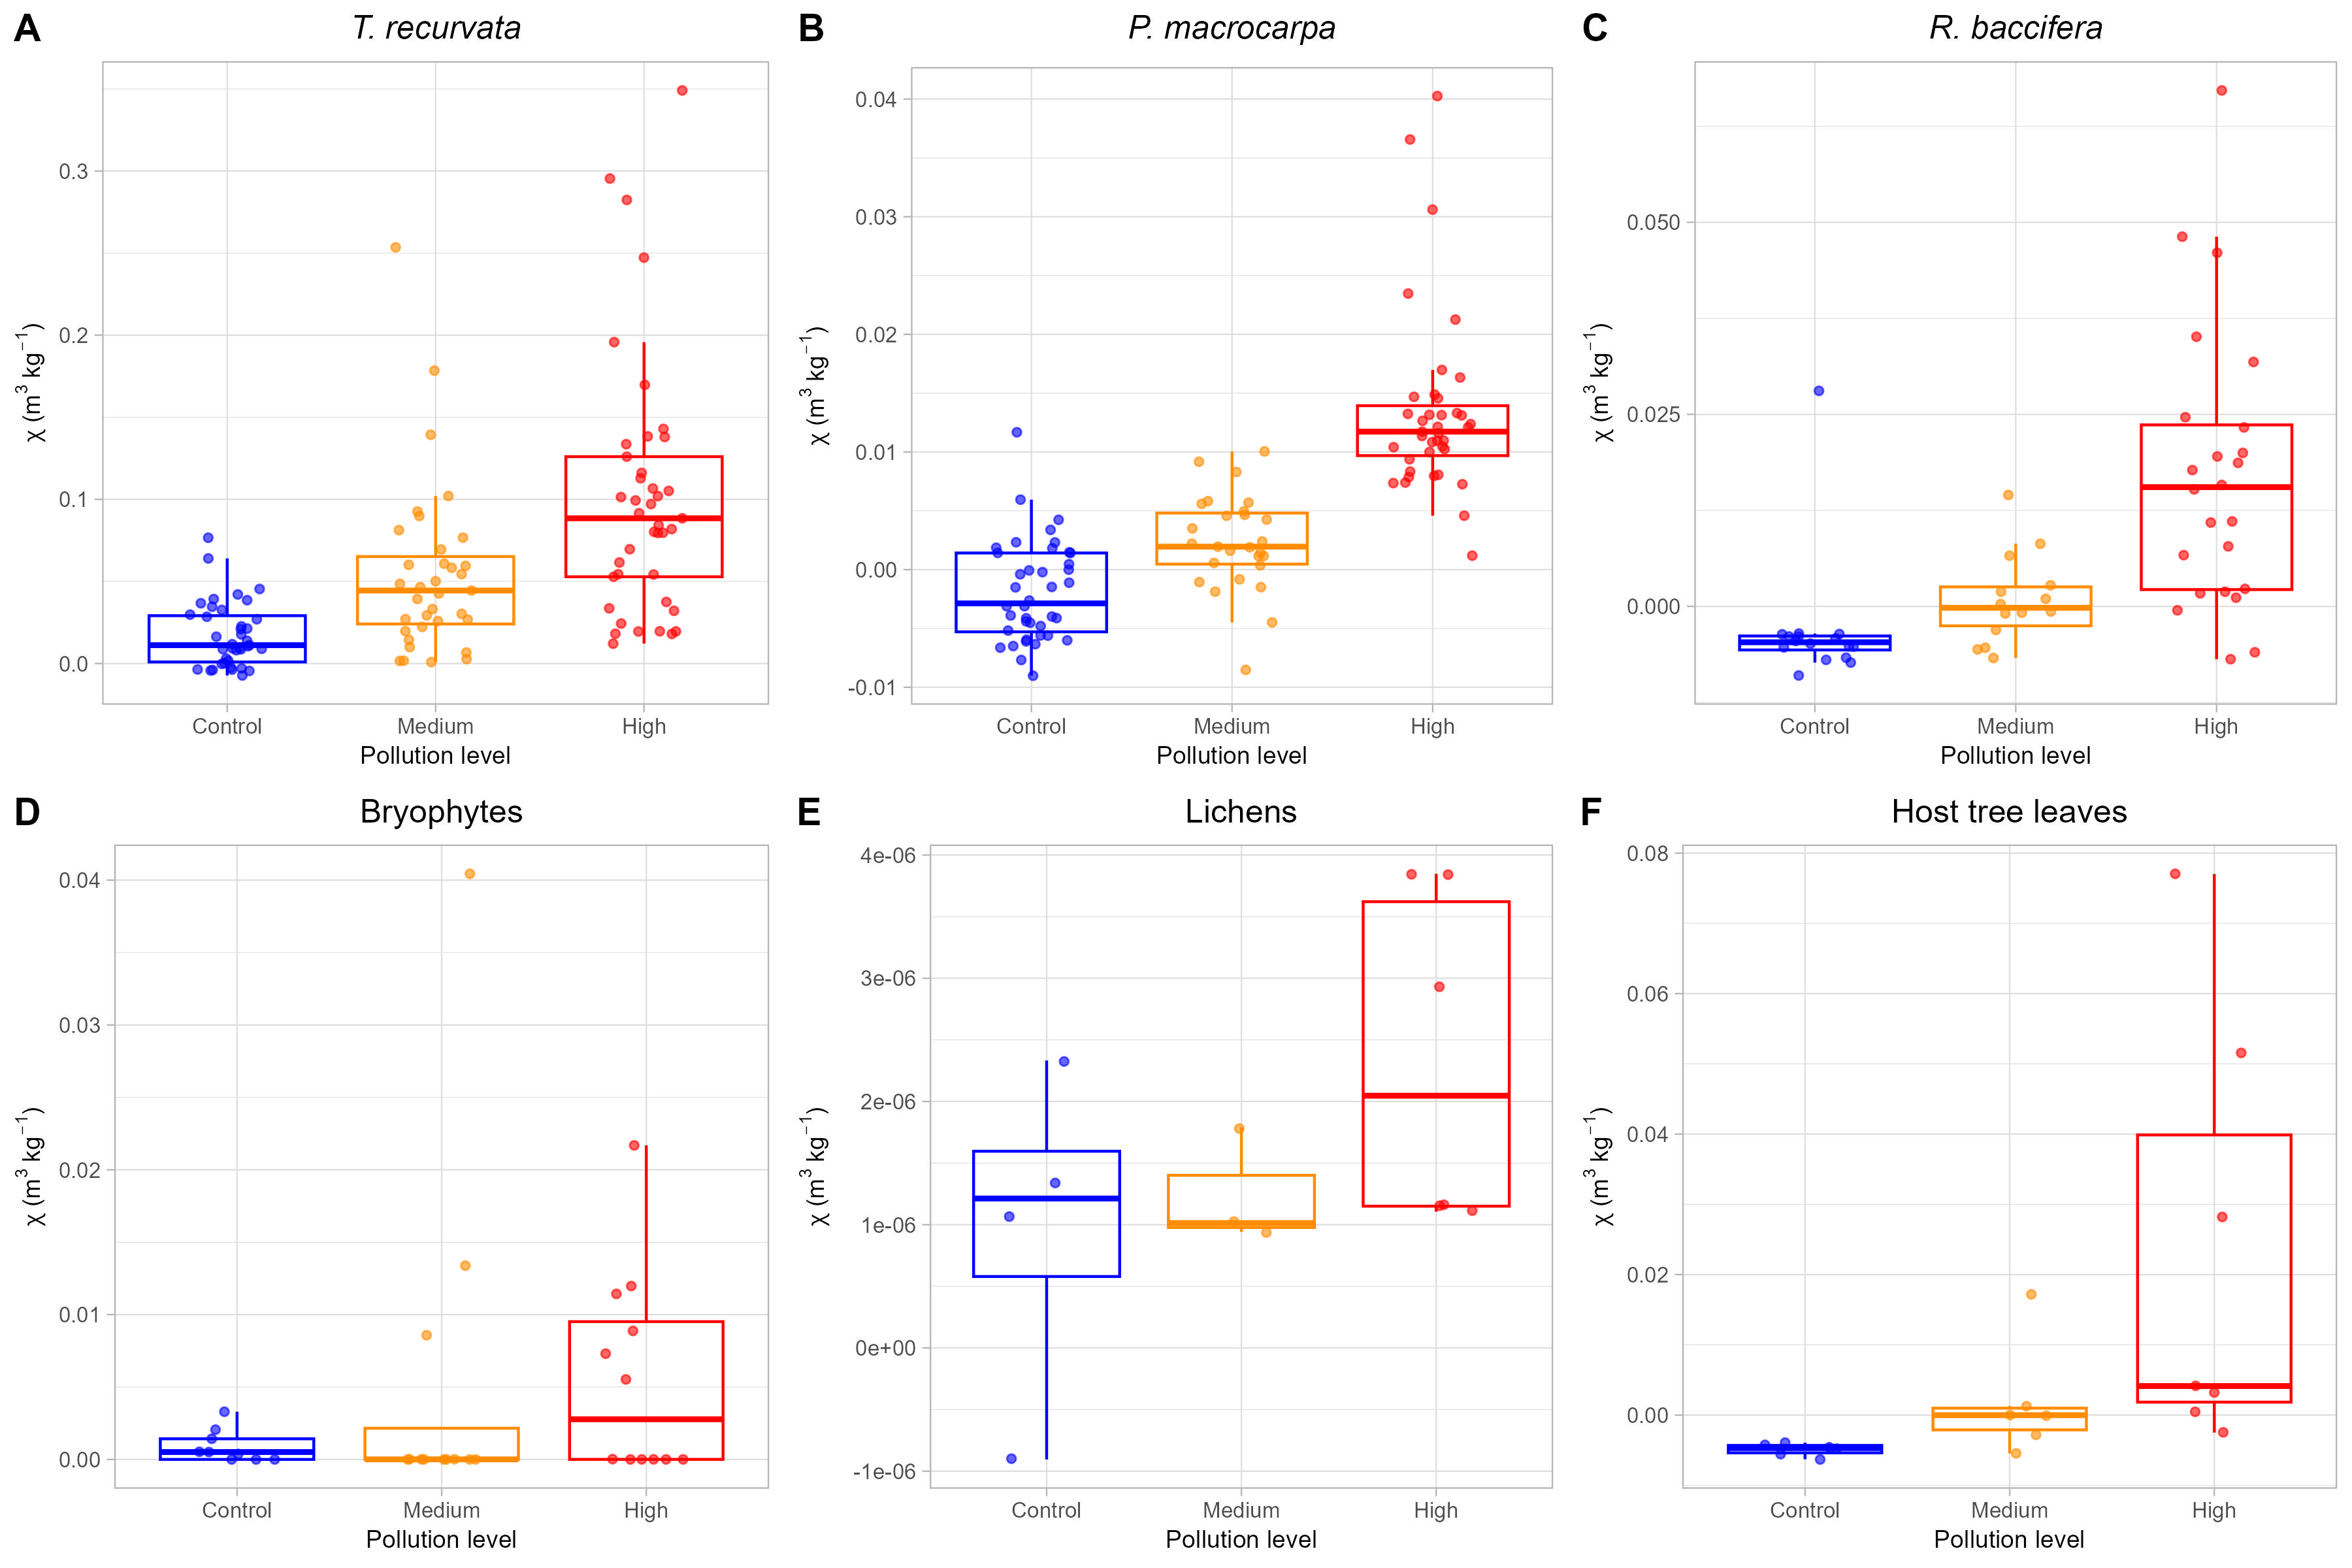 A
T. recurvata
χ (m³ kg⁻¹)
0.3
0.2
0.1
0.0
Control
Medium
High
Pollution level
B
P. macrocarpa
χ (m³ kg⁻¹)
0.04
0.03
0.02
0.01
0.00
-0.01
Control
Medium
High
Pollution level
C
R. baccifera
χ (m³ kg⁻¹)
0.050
0.025
0.000
Control
Medium
High
Pollution level
D
Bryophytes
χ (m³ kg⁻¹)
0.04
0.03
0.02
0.01
0.00
Control
Medium
High
Pollution level
E
Lichens
χ (m³ kg⁻¹)
4e-06
3e-06
2e-06
1e-06
0e+00
-1e-06
Control
Medium
High
Pollution level
F
Host tree leaves
χ (m³ kg⁻¹)
0.08
0.06
0.04
0.02
0.00
Control
Medium
High
Pollution level